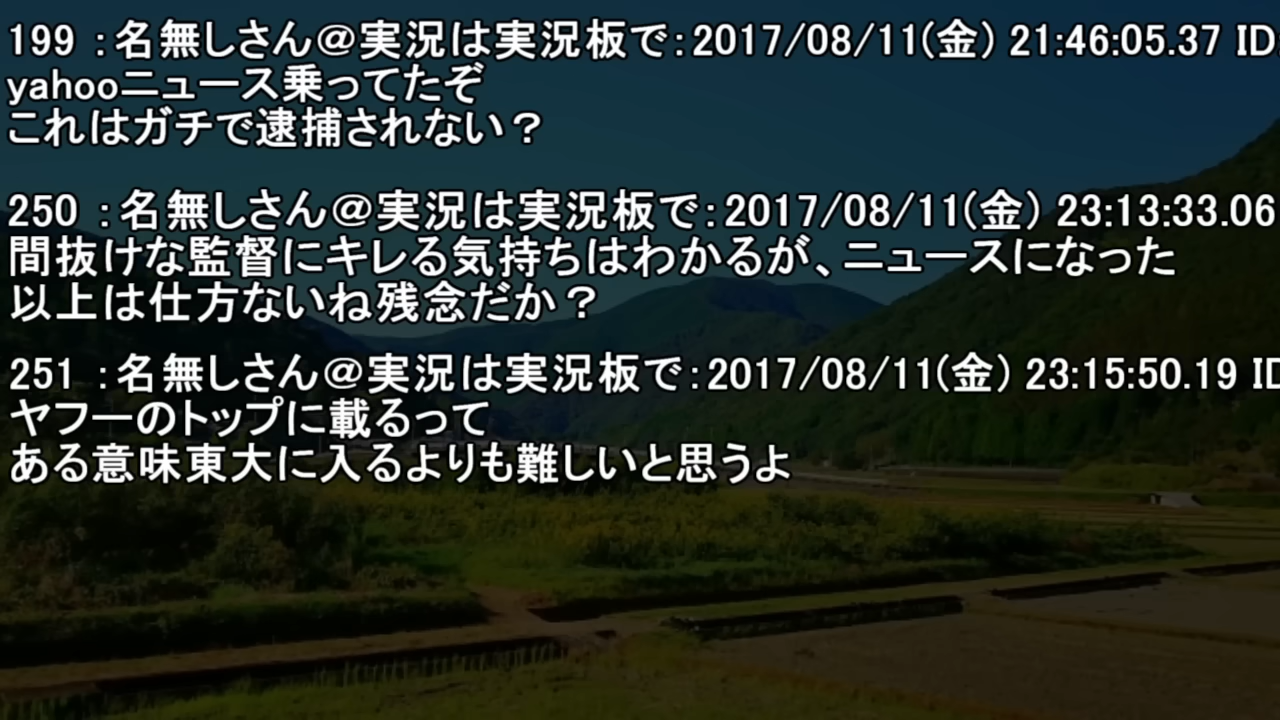 199 :名無しさん@実況は実況板で:2017/08/11(金) 21:46:05.37 ID
yahooニュース乗ってたぞ
これはガチで逮捕されない?
250 :名無しさん@実況は実況板で:2017/08/11(金) 23:13:33.06
間抜けな監督にキレる気持ちはわかるが、ニュースになった
以上は仕方ないね残念だか?
251 :名無しさん@実況は実況板で:2017/08/11(金) 23:15:50.19 ID
ヤフーのトップに載るって
ある意味東大に入るよりも難しいと思うよ